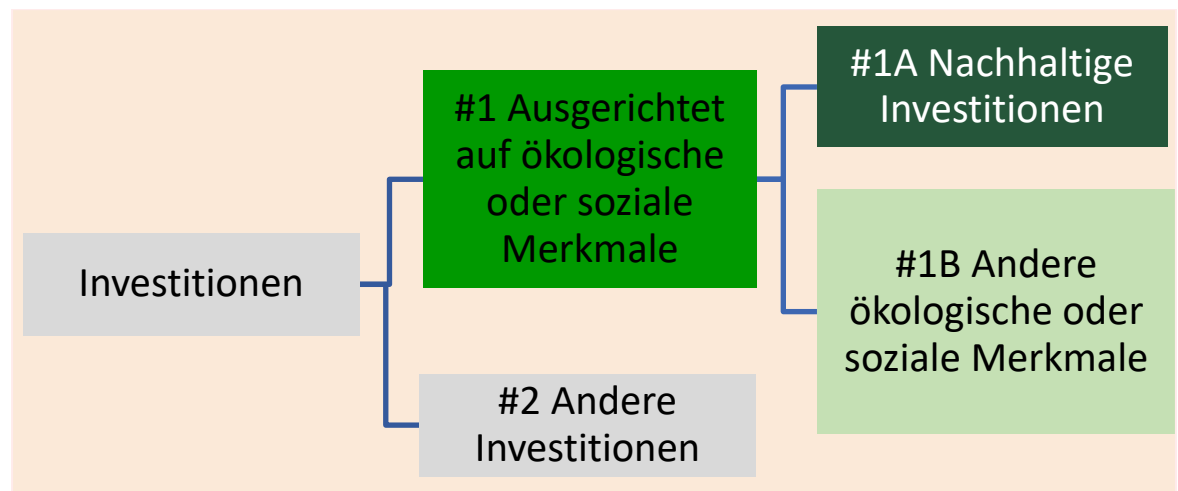 Investitionen
#1 Ausgerichtet
auf ökologische
oder soziale
Merkmale
#2 Andere
Investitionen
#1A Nachhaltige
Investitionen
#1B Andere
ökologische oder
soziale Merkmale